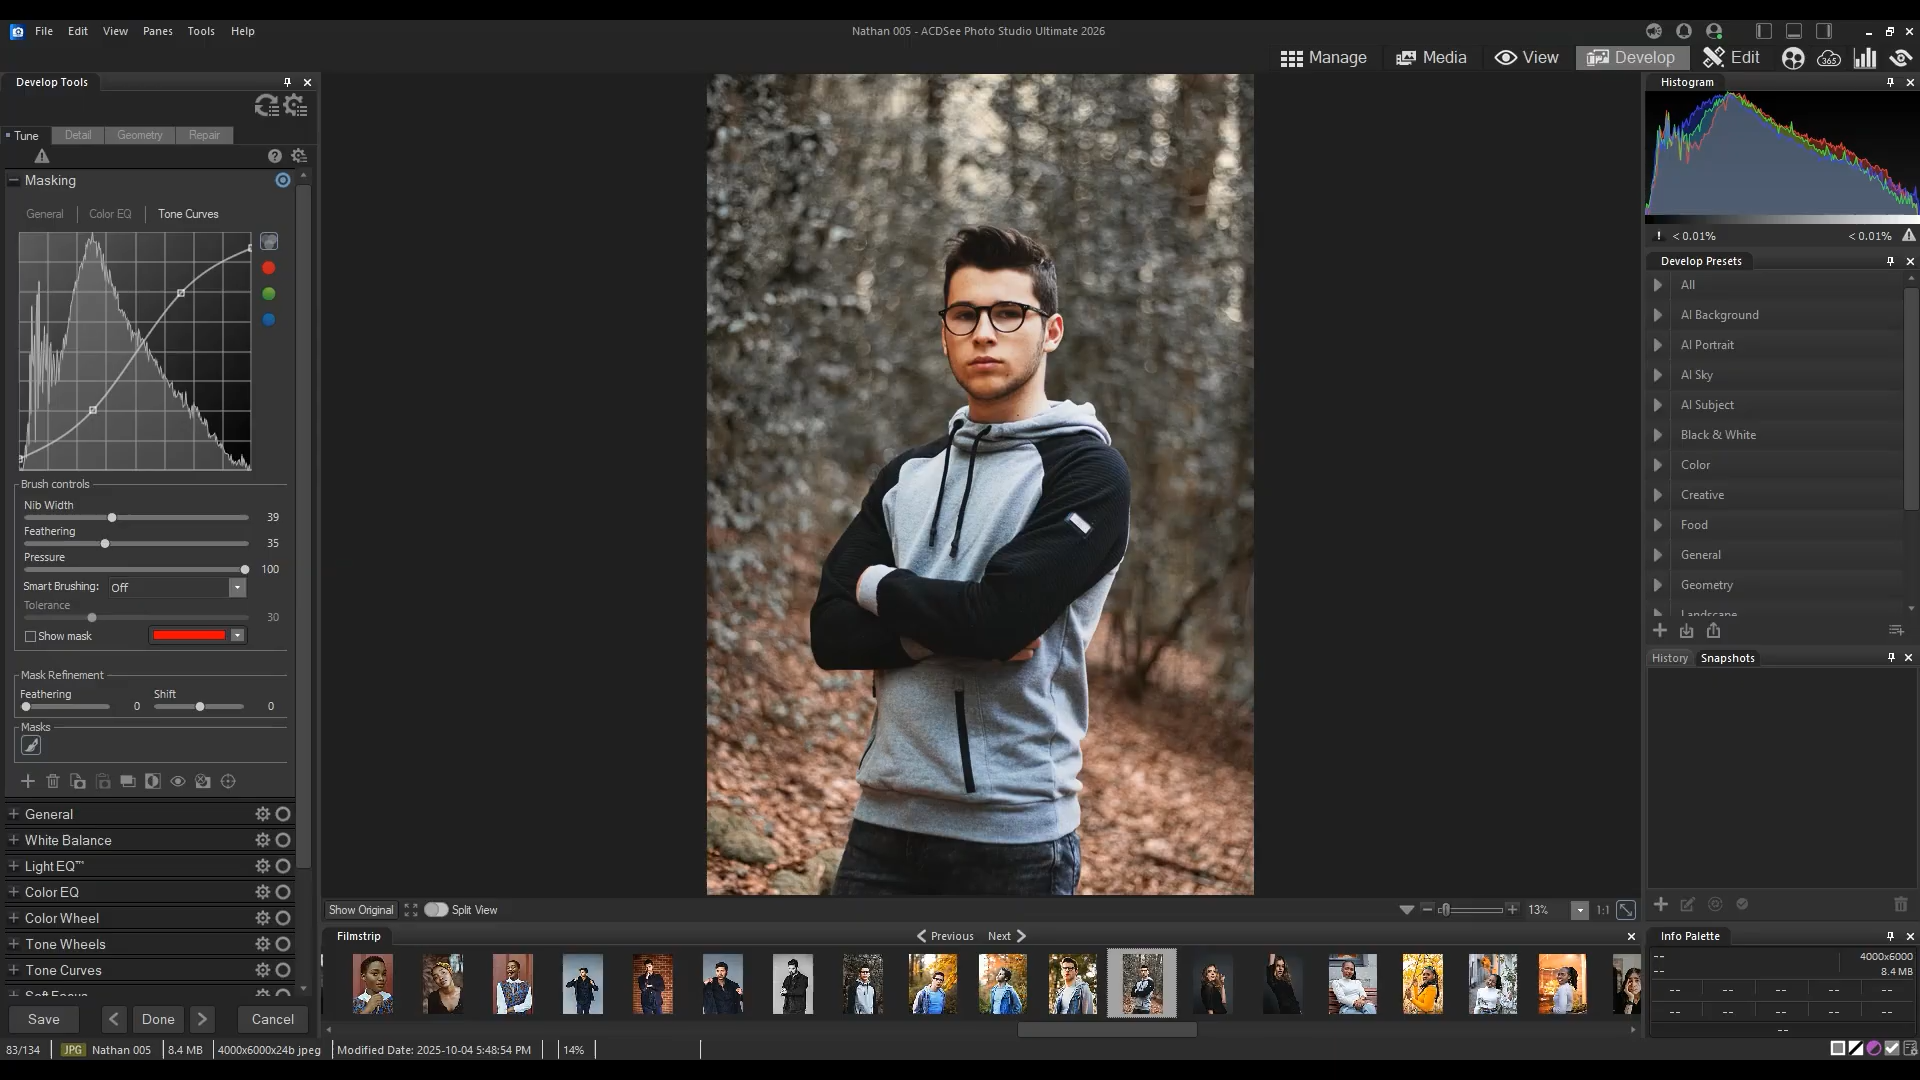 File Edit View Panes Tools Help
Nathan 005 - ACDSee Photo Studio Ultimate 2026
Manage Media View Develop Edit 365
Develop Tools
Tune Detail Geometry Repair
Masking
General Color EQ Tone Curves
Brush controls
Nib Width
39
Feathering
35
Pressure
100
Smart Brushing: Off
Tolerance
30
Show mask
Mask Refinement
Feathering Shift
0 0
Masks
General
White Balance
Light EQ™
Color EQ
Color Wheel
Tone Wheels
Tone Curves
Soft Focus
Save Done Cancel
Show Original Split View
13% 1:1
Filmstrip
Previous Next
Histogram
< 0.01% < 0.01%
Develop Presets
All
AI Background
AI Portrait
AI Sky
AI Subject
Black & White
Color
Creative
Food
General
Geometry
Landscape
History Snapshots
Info Palette
-- 4000x6000
-- 8.4 MB
-- -- -- -- --
-- -- -- -- --
--
83/134 JPG Nathan 005 8.4 MB 4000x6000x24b jpeg Modified Date: 2025-10-04 5:48:54 PM 14%